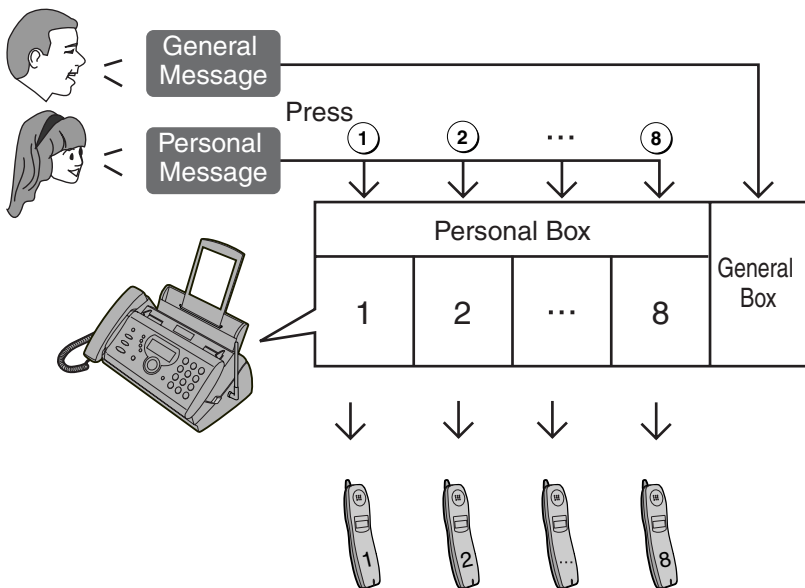 General
Message
Press
Personal
Message
1 2 ... 8
Personal Box
General
Box
1 2 ... 8
1 2 ... 8